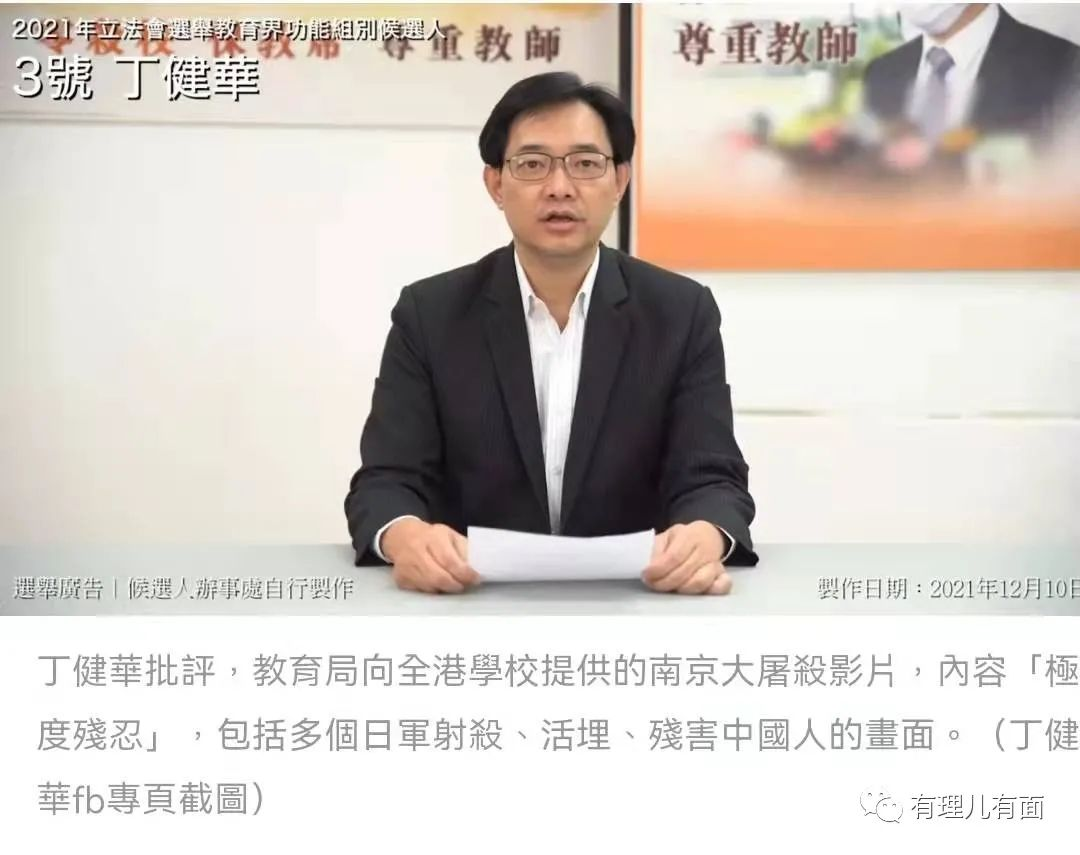 2021年立法會選舉教育界功能組別候選人
3號 丁健華
尊重教師
尊重教師
選舉廣告｜候選人辦事處自行製作
製作日期：2021年12月10日
丁健華批評，教育局向全港學校提供的南京大屠殺影片，內容「極
度殘忍」，包括多個日軍射殺、活埋、殘害中國人的畫面。（丁健
華fb專頁截圖）
有理儿有面